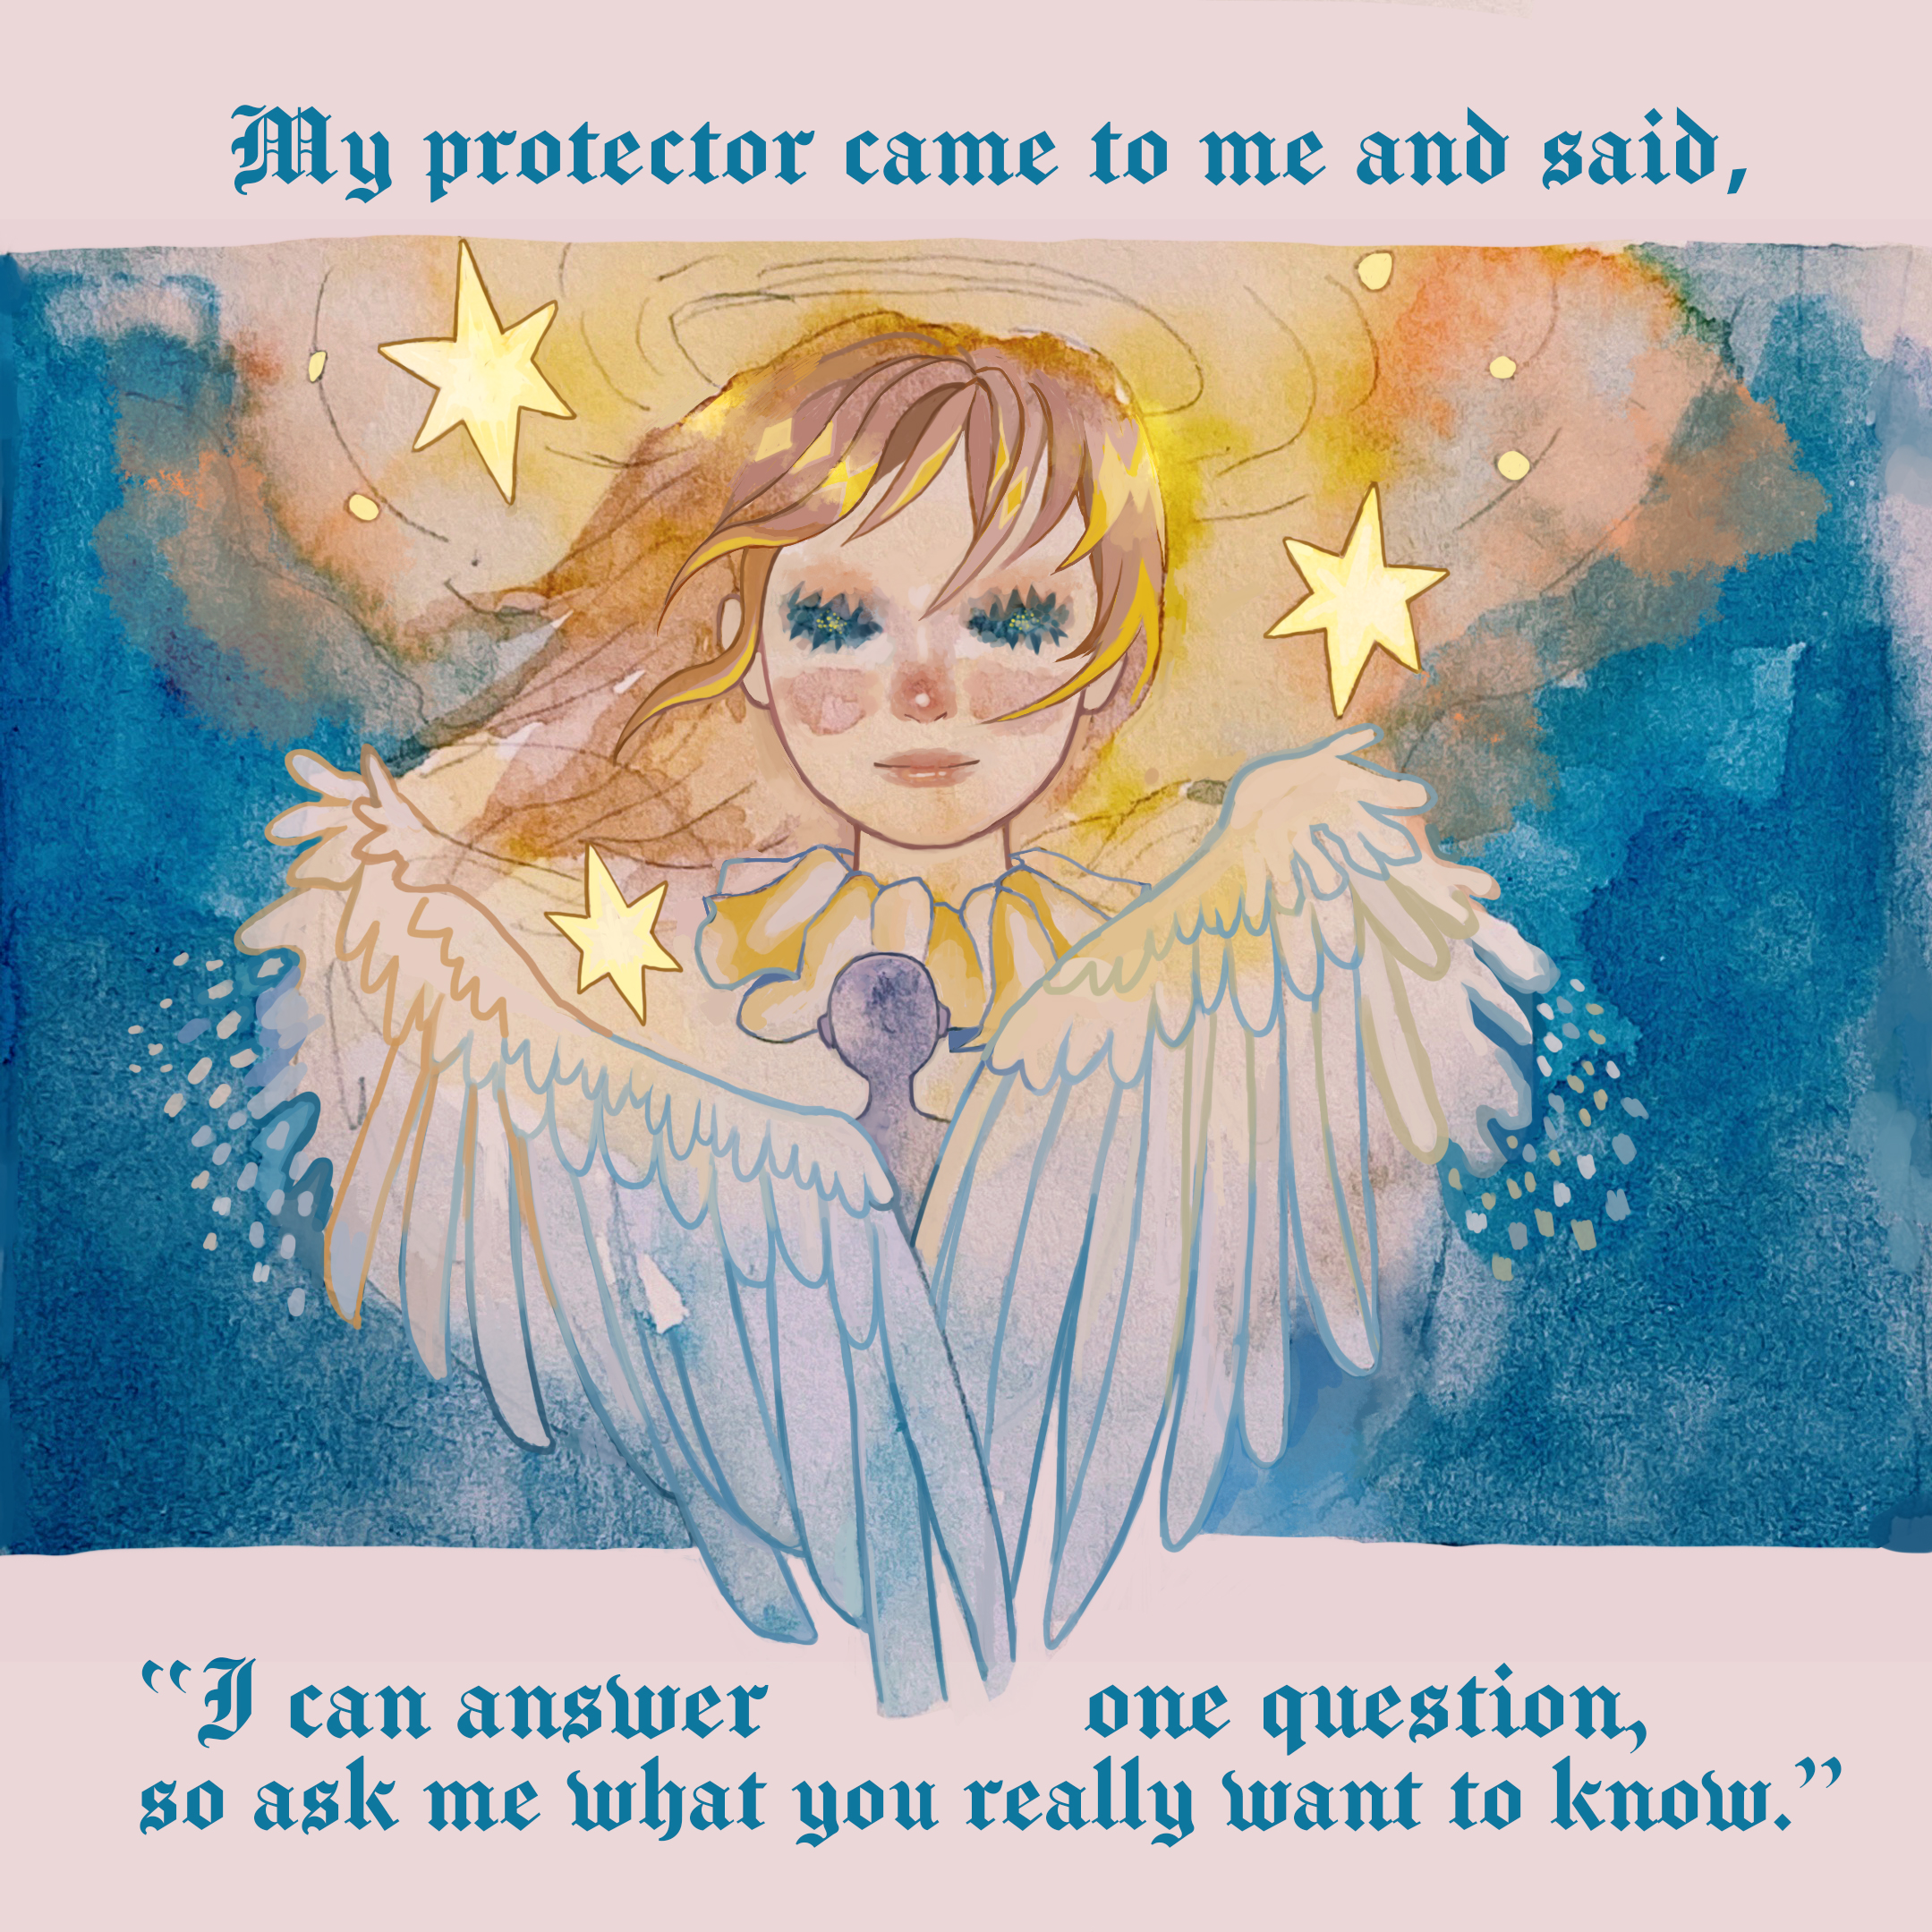 My protector came to me and said,
“I can answer one question,
so ask me what you really want to know.”